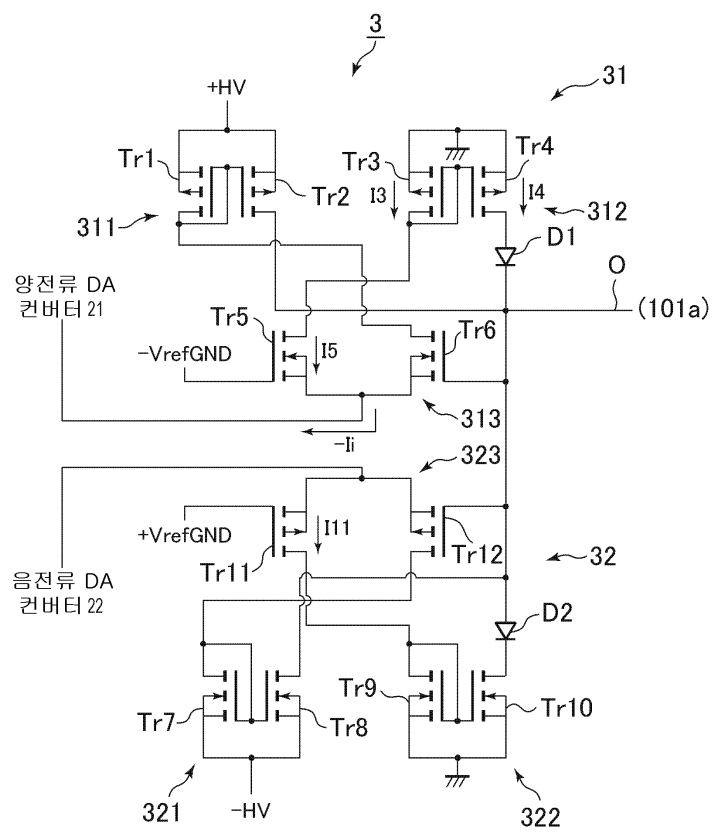 3
31
+HV
Tr1
Tr2
Tr3
Tr4
I3
I4
311
312
D1
양전류 DA
컨버터 21
O
(101a)
Tr5
Tr6
-VrefGND
I5
313
-Ii
323
+VrefGND
I11
Tr11
Tr12
32
음전류 DA
컨버터 22
D2
Tr7
Tr8
Tr9
Tr10
321
-HV
322